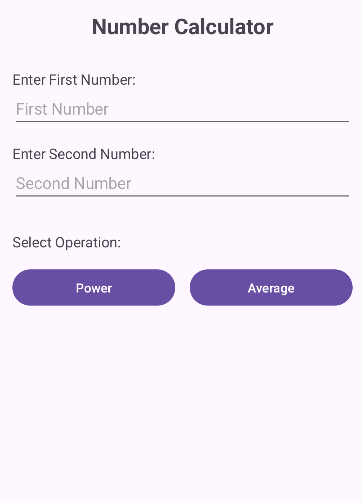 Number Calculator
Enter First Number:
First Number
Enter Second Number:
Second Number
Select Operation:
Power Average